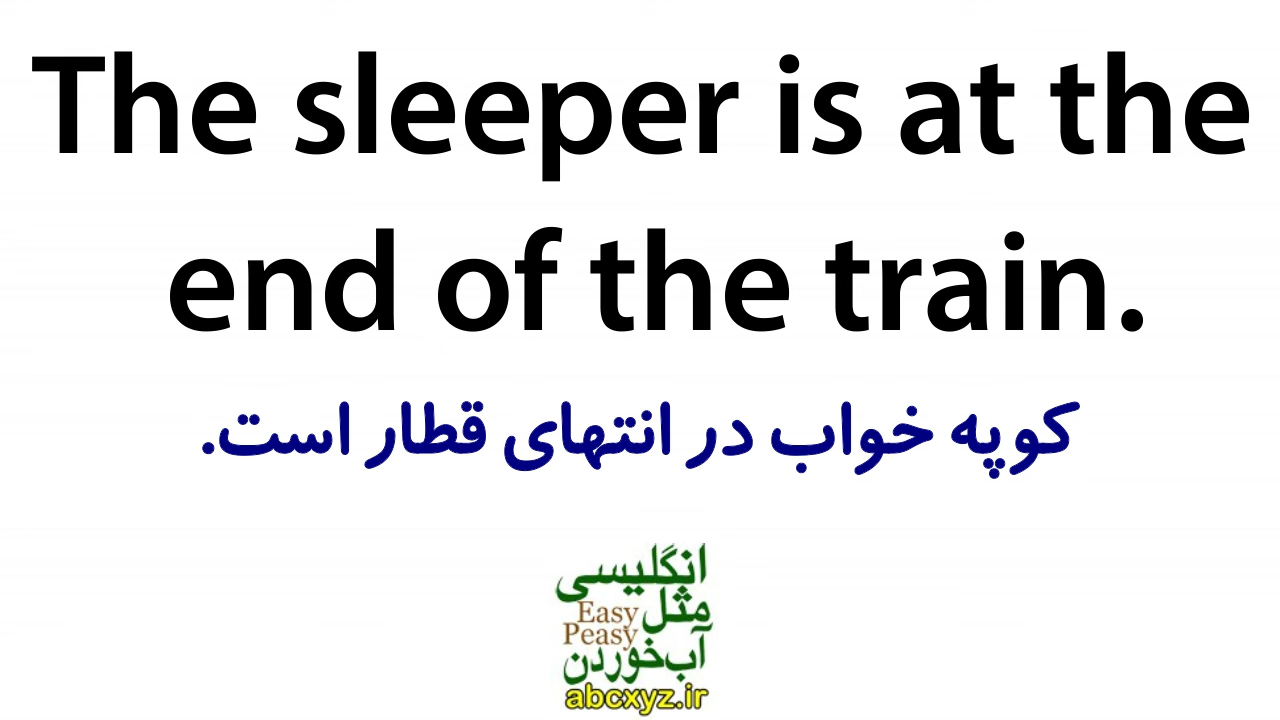 The sleeper is at the
end of the train.
کوپه خواب در انتهای قطار است.
انگلیسی
مثل Easy
Peasy
آب‌خوردن
abcxyz.ir